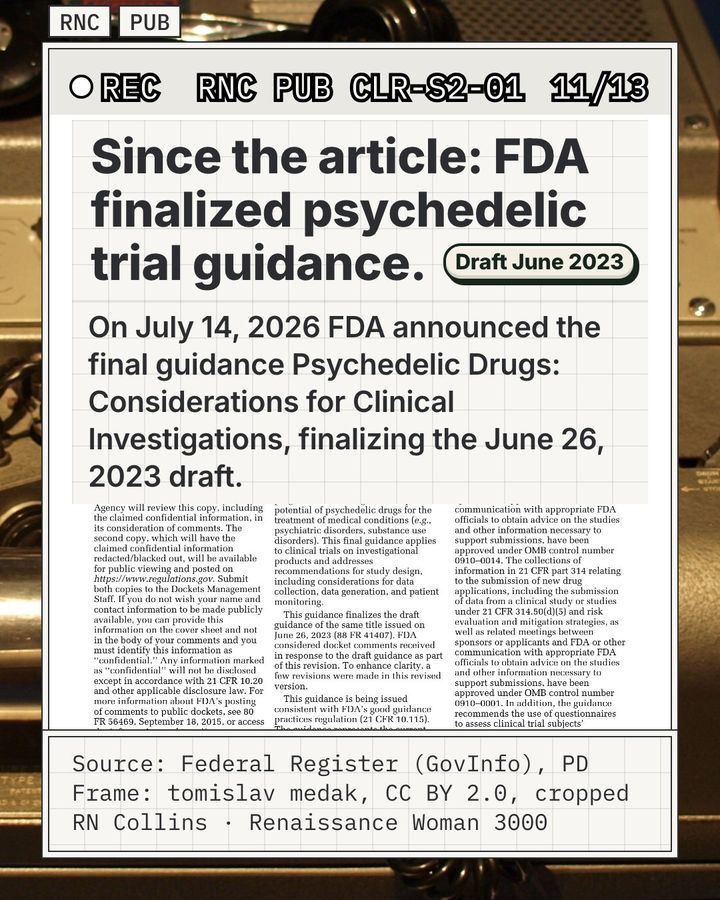 RNC PUB
REC RNC PUB CLR-S2-01 11/13
Since the article: FDA
finalized psychedelic
trial guidance.
Draft June 2023
On July 14, 2026 FDA announced the
final guidance Psychedelic Drugs:
Considerations for Clinical
Investigations, finalizing the June 26,
2023 draft.
Agency will review this copy, including
the claimed confidential information, in
its consideration of comments. The
second copy, which will have the
claimed confidential information
redacted/blacked out, will be available
for public viewing and posted on
https://www.regulations.gov. Submit
both copies to the Dockets Management
Staff. If you do not wish your name and
contact information to be made publicly
available, you can provide this
information on the cover sheet and not
in the body of your comments and you
must identify this information as
“confidential.” Any information marked
as “confidential” will not be disclosed
except in accordance with 21 CFR 10.20
and other applicable disclosure law. For
more information about FDA's posting
of comments to public dockets, see 80
FR 56469, September 18, 2015, or access
potential of psychedelic drugs for the
treatment of medical conditions (e.g.,
psychiatric disorders, substance use
disorders). This final guidance applies
to clinical trials on investigational
products and addresses
recommendations for study design,
including considerations for data
collection, data generation, and patient
monitoring.
This guidance finalizes the draft
guidance of the same title issued on
June 26, 2023 (88 FR 41407). FDA
considered docket comments received
in response to the draft guidance as part
of this revision. To enhance clarity, a
few revisions were made in this revised
version.
This guidance is being issued
consistent with FDA's good guidance
practices regulation (21 CFR 10.115).
The guidance represents the current
communication with appropriate FDA
officials to obtain advice on the studies
and other information necessary to
support submissions, have been
approved under OMB control number
0910–0014. The collections of
information in 21 CFR part 314 relating
to the submission of new drug
applications, including the submission
of data from a clinical study or studies
under 21 CFR 314.50(d)(5) and risk
evaluation and mitigation strategies, as
well as related meetings between
sponsors or applicants and FDA or other
communication with appropriate FDA
officials to obtain advice on the studies
and other information necessary to
support submissions, have been
approved under OMB control number
0910–0001. In addition, the guidance
recommends the use of questionnaires
to assess clinical trial subjects'
Source: Federal Register (GovInfo), PD
Frame: tomislav medak, CC BY 2.0, cropped
RN Collins · Renaissance Woman 3000